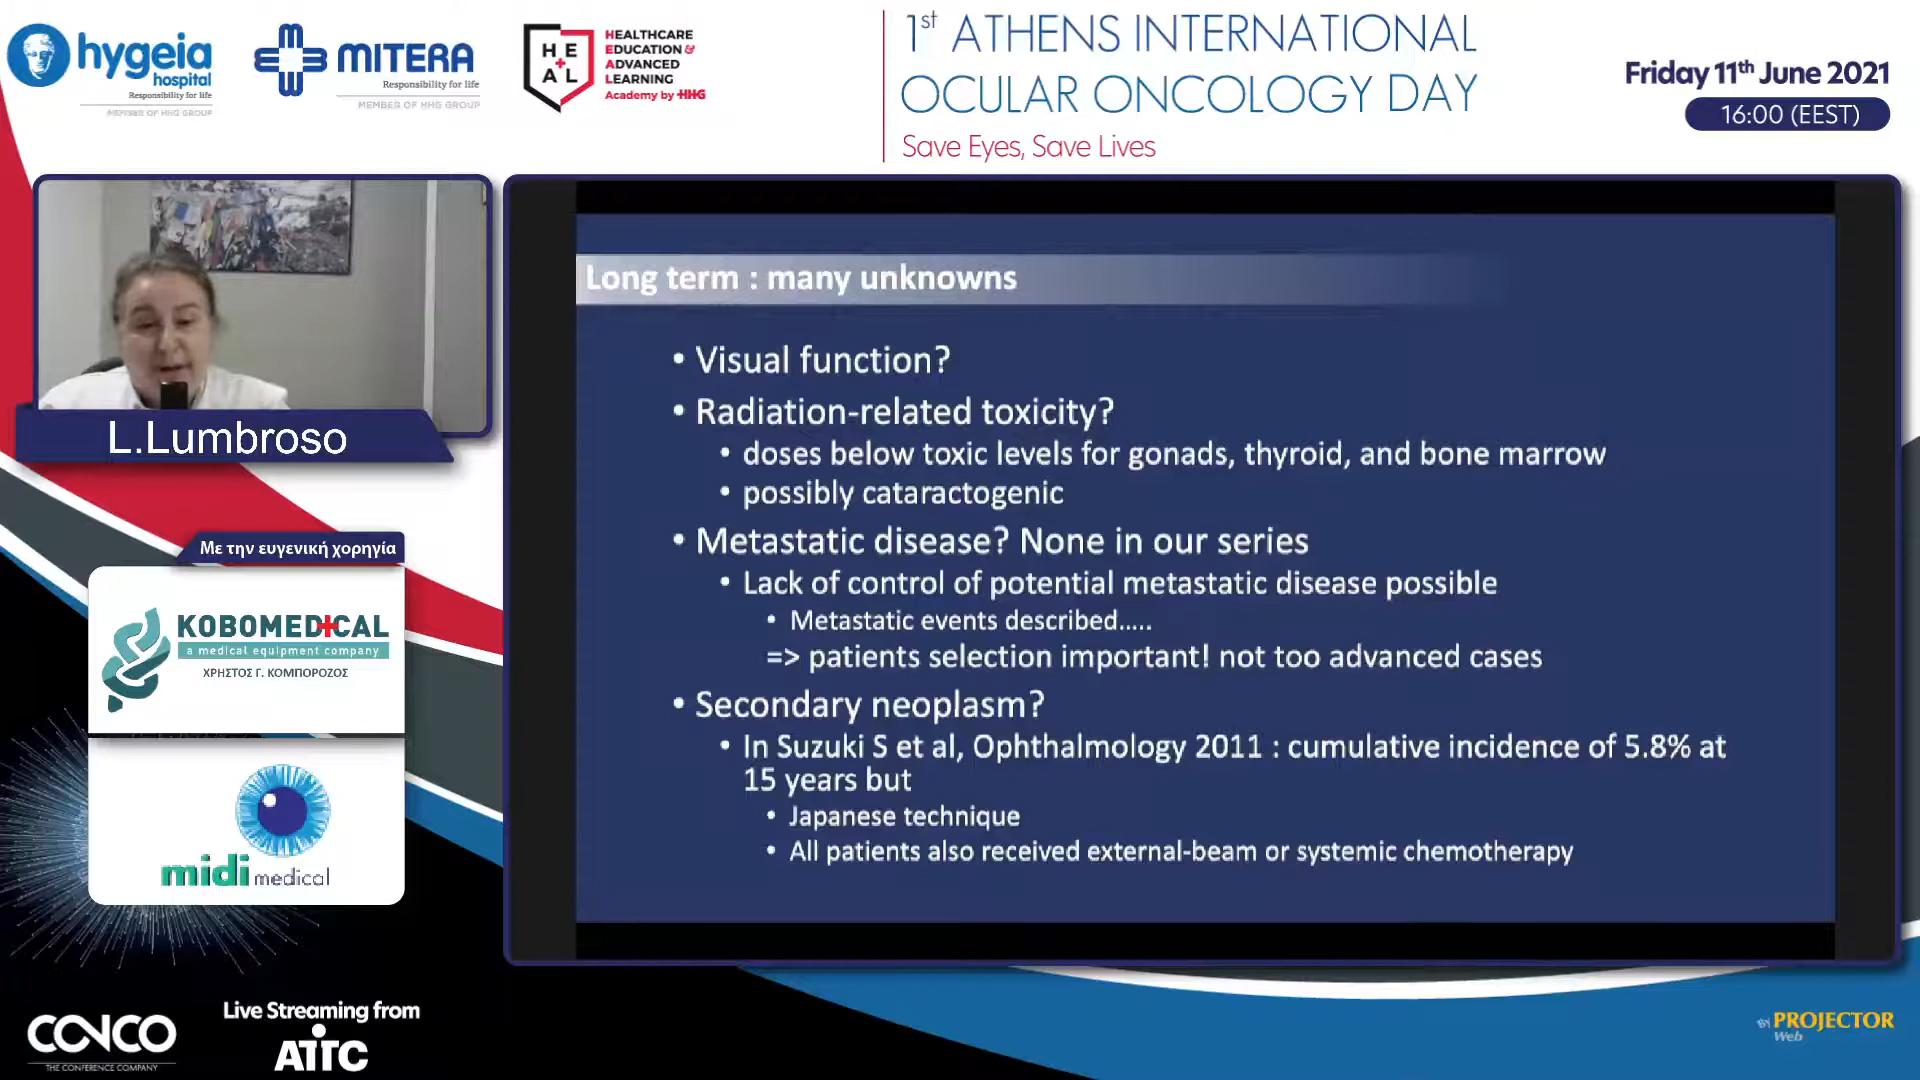 hygeia
hospital
Responsibility for life
MEMBER OF HHG GROUP
MITERA
Responsibility for life
MEMBER OF HHG GROUP
H E
A L
HEALTHCARE
EDUCATION &
ADVANCED
LEARNING
Academy by HHG
1st ATHENS INTERNATIONAL
OCULAR ONCOLOGY DAY
Save Eyes, Save Lives
Friday 11th June 2021
16:00 (EEST)
L.Lumbroso
Με την ευγενική χορηγία
KOBOMEDICAL
a medical equipment company
ΧΡΗΣΤΟΣ Γ. ΚΟΜΠΟΡΟΖΟΣ
midi medical
CONCO
THE CONFERENCE COMPANY
Live Streaming from
ATTC
Long term : many unknowns
• Visual function?
• Radiation-related toxicity?
• doses below toxic levels for gonads, thyroid, and bone marrow
• possibly cataractogenic
• Metastatic disease? None in our series
• Lack of control of potential metastatic disease possible
• Metastatic events described.....
=> patients selection important! not too advanced cases
• Secondary neoplasm?
• In Suzuki S et al, Ophthalmology 2011 : cumulative incidence of 5.8% at
15 years but
• Japanese technique
• All patients also received external-beam or systemic chemotherapy
PROJECTOR
Web